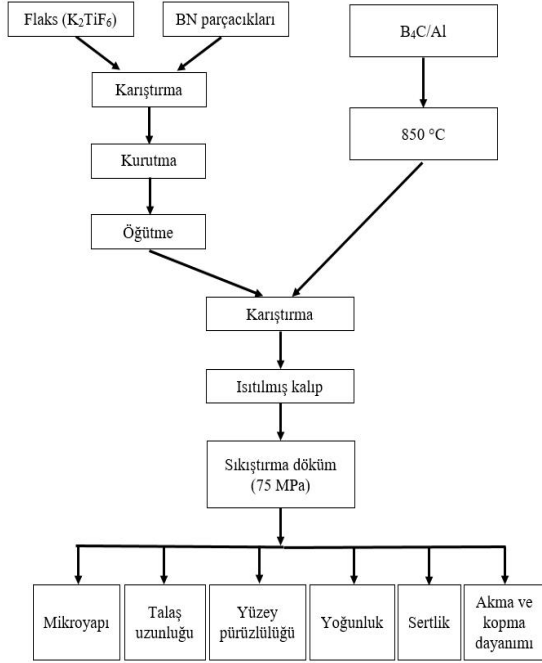 Flaks (K₂TiF₆)
BN parçacıkları
B₄C/Al
Karıştırma
850 °C
Kurutma
Öğütme
Karıştırma
Isıtılmış kalıp
Sıkıştırma döküm
(75 MPa)
Mikroyapı
Talaş
uzunluğu
Yüzey
pürüzlülüğü
Yoğunluk
Sertlik
Akma ve
kopma
dayanımı